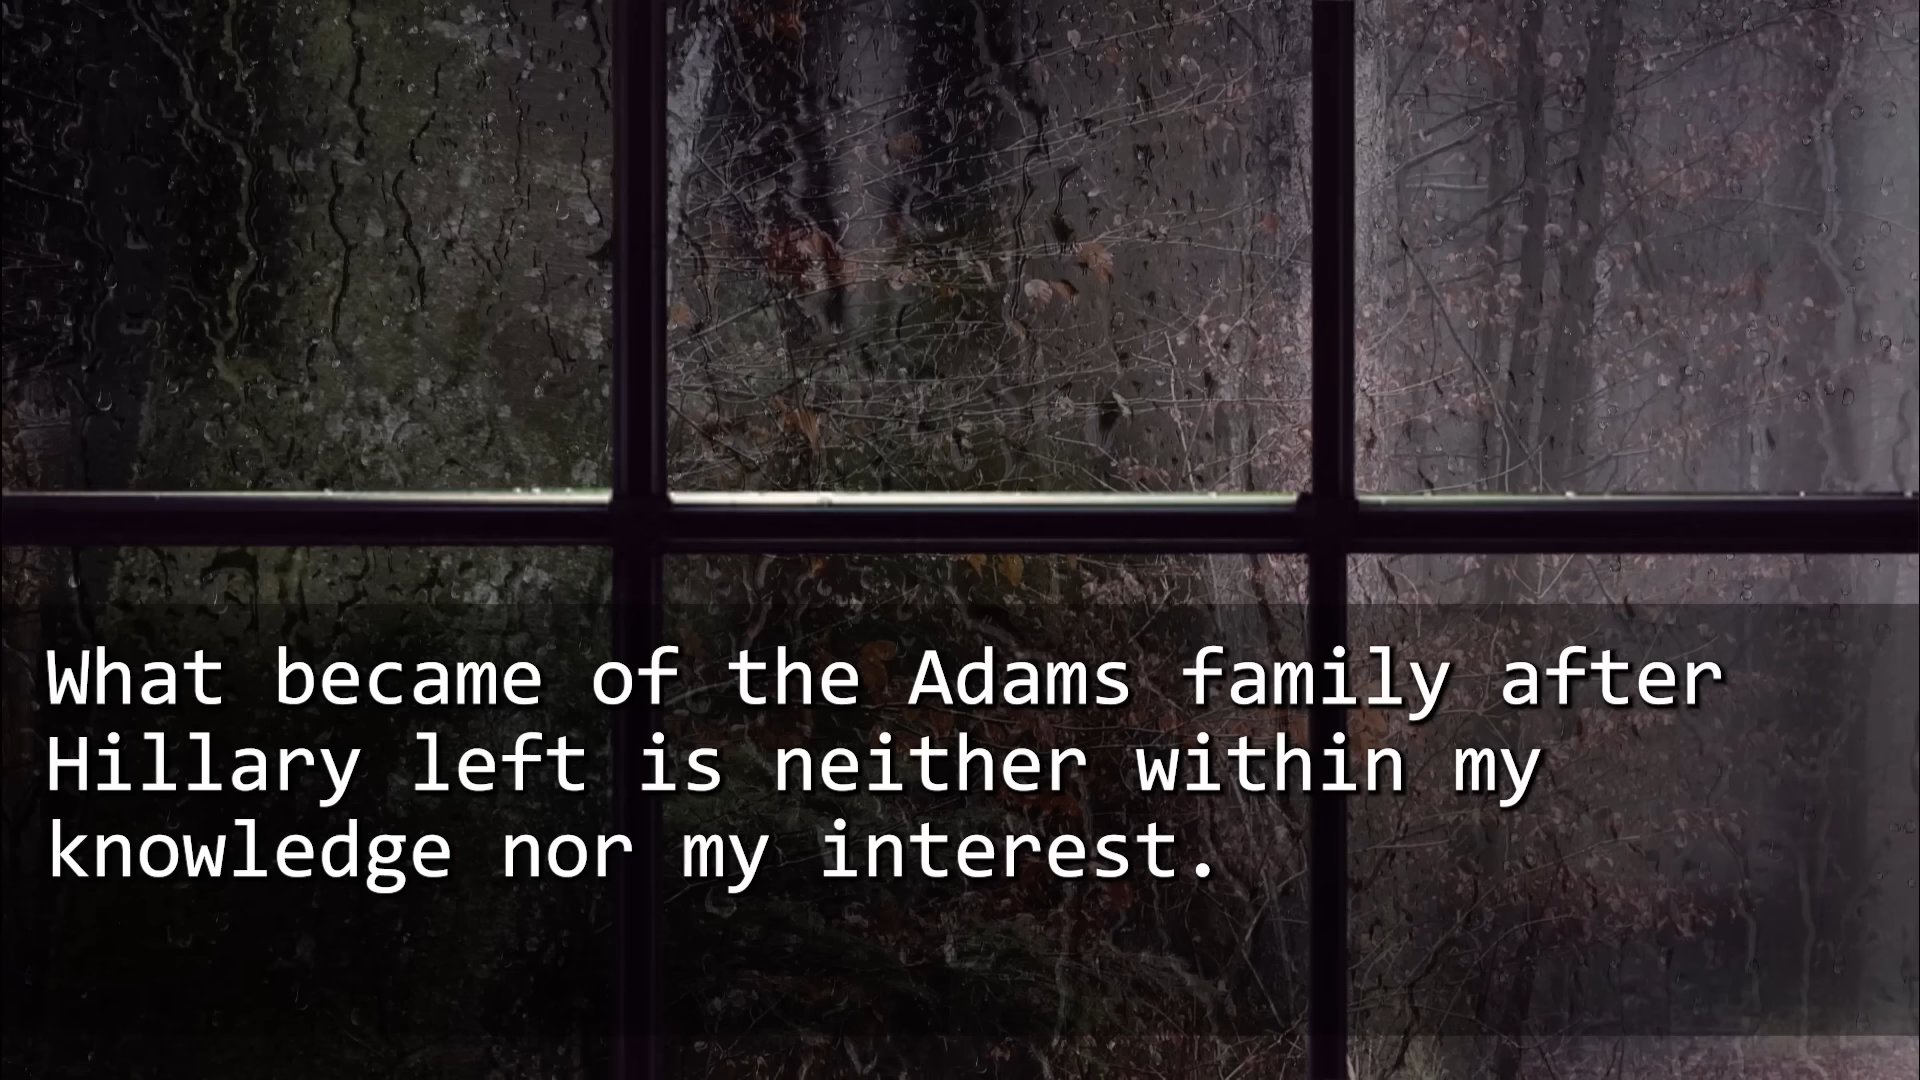 What became of the Adams family after
Hillary left is neither within my
knowledge nor my interest.